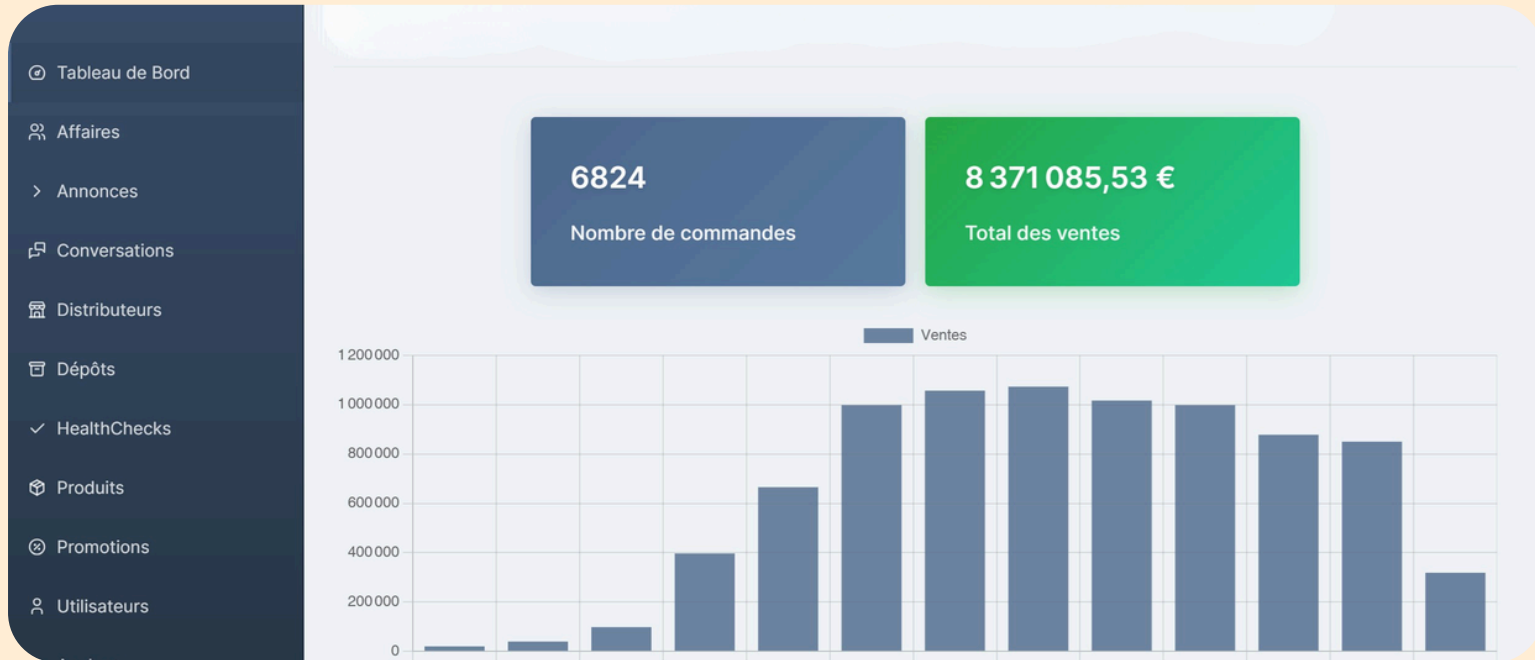 Tableau de Bord
Affaires
Annonces
Conversations
Distributeurs
Dépôts
HealthChecks
Produits
Promotions
Utilisateurs
6824
Nombre de commandes
8 371 085,53 €
Total des ventes
Ventes
1 200 000
1 000 000
800 000
600 000
400 000
200 000
0